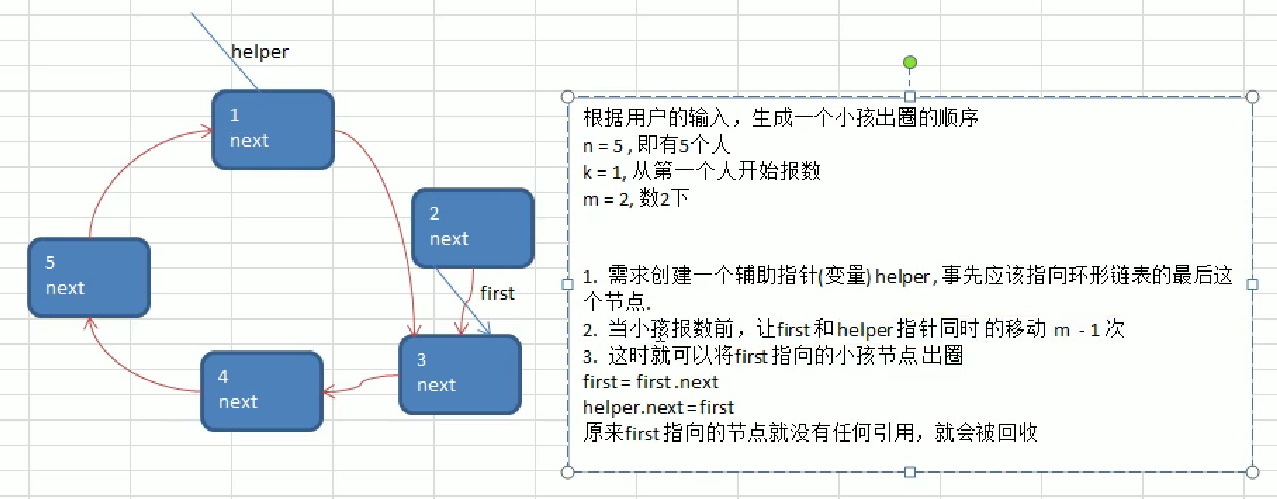 helper
1
next
2
next
first
5
next
3
next
4
next
根据用户的输入，生成一个小孩出圈的顺序
n = 5 , 即有5个人
k = 1, 从第一个人开始报数
m = 2, 数2下
1. 需求创建一个辅助指针(变量) helper , 事先应该指向环形链表的最后这
个节点.
2. 当小孩报数前，让first 和 helper 指针同时 的移动 m - 1 次
3. 这时就可以将first 指向的小孩节点 出圈
first = first .next
helper.next = first
原来first 指向的节点就没有任何引用，就会被回收